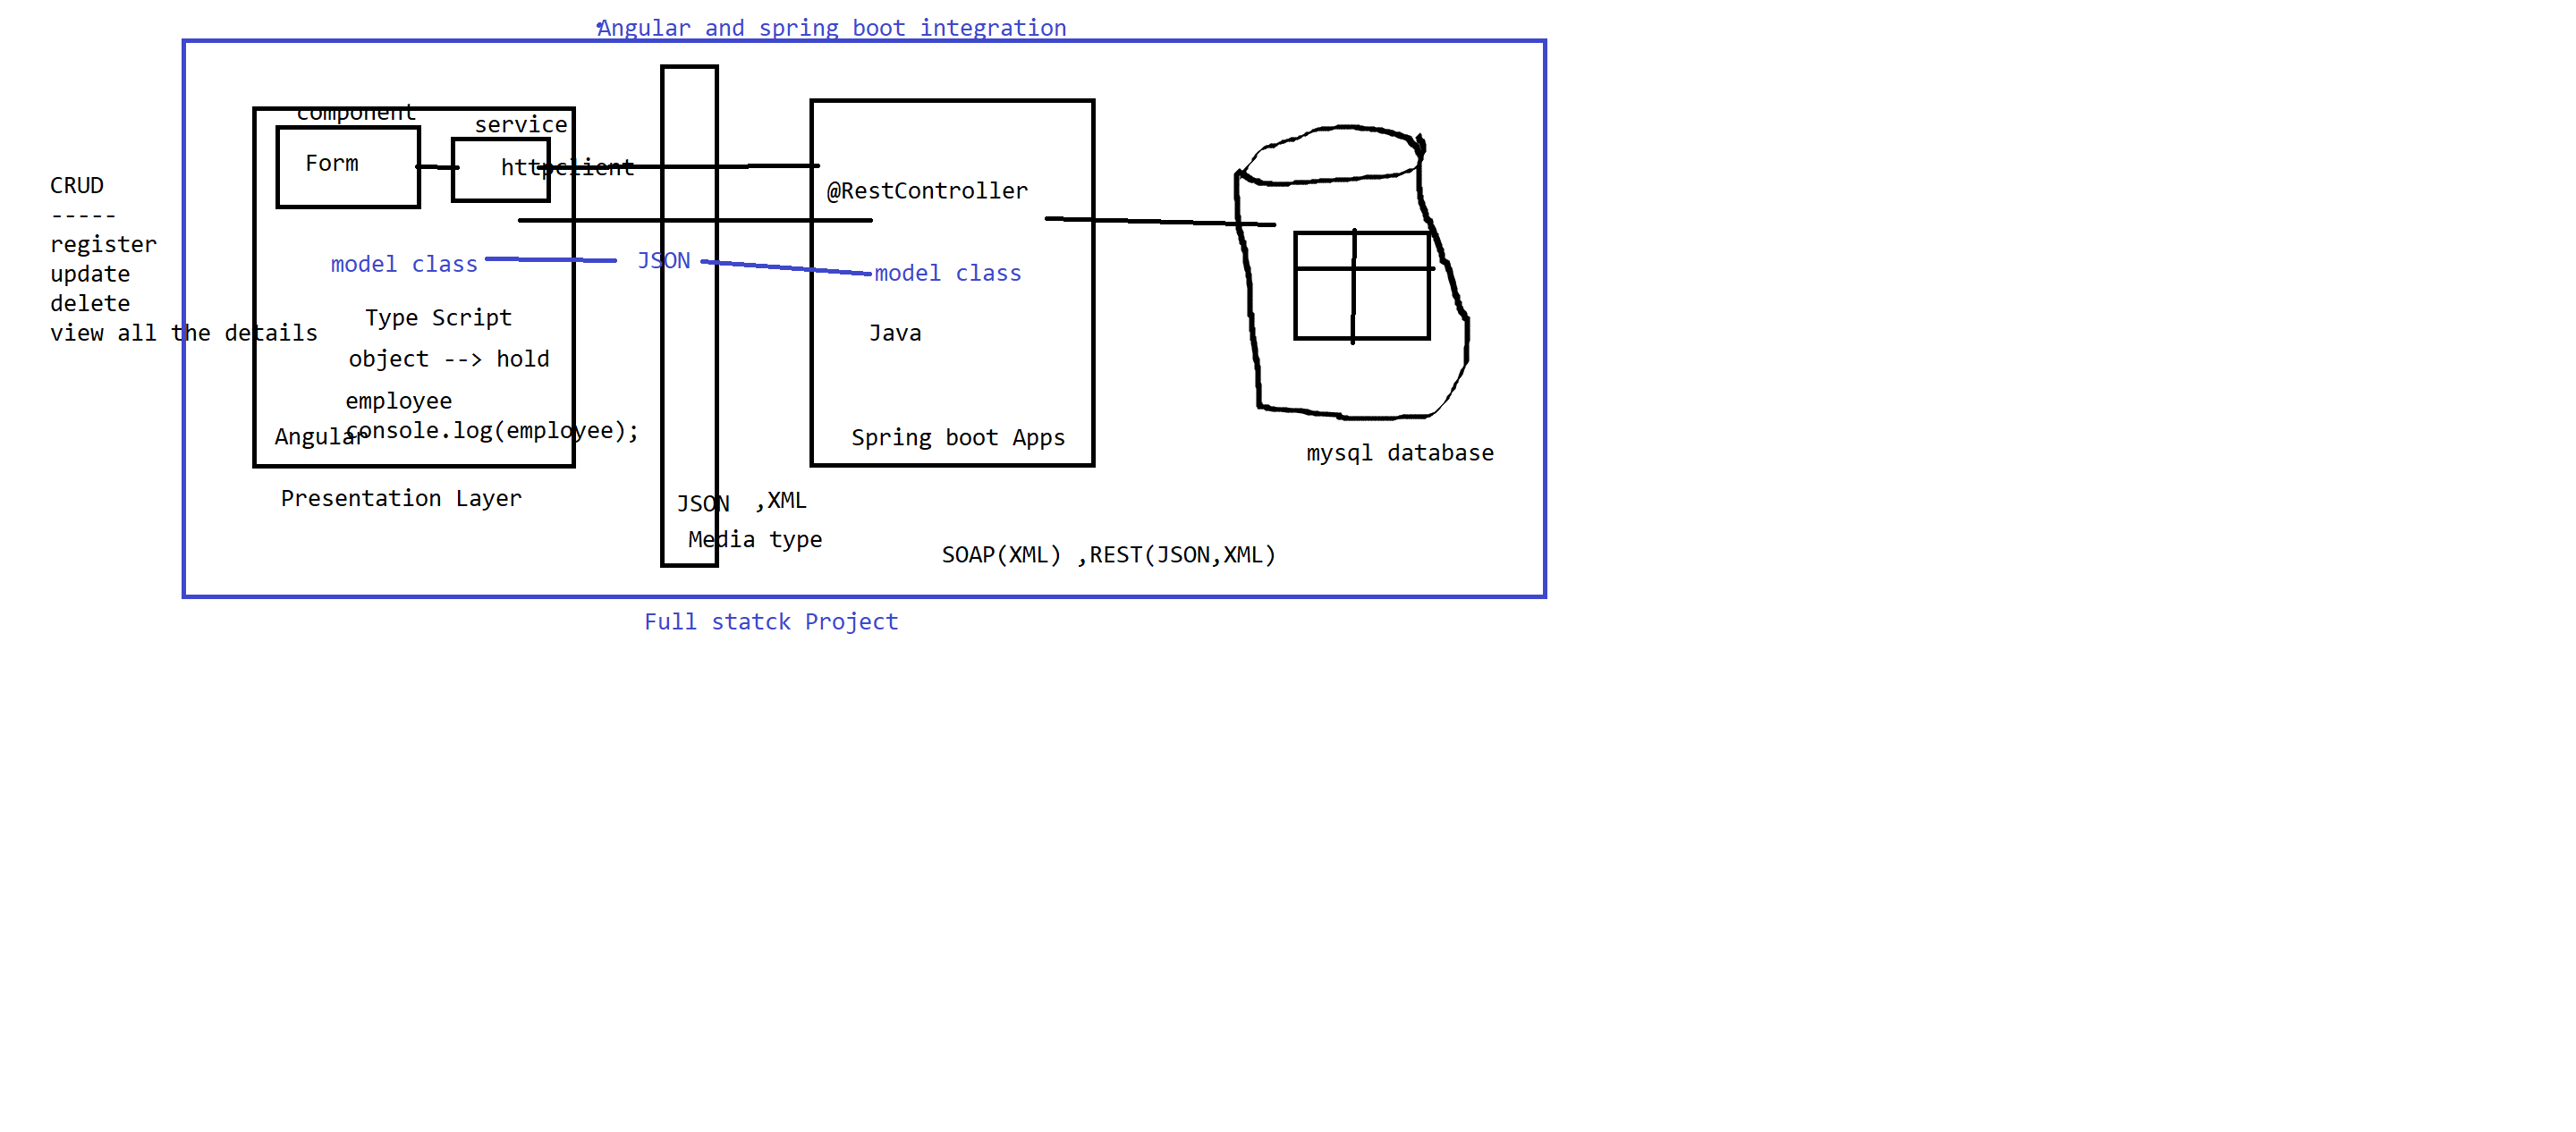 Angular and spring boot integration
component
service
Form
httpclient
CRUD
-----
register
update
delete
view all the details
@RestController
model class
JSON
model class
Type Script
Java
object --> hold
employee
console.log(employee);
Angular
Spring boot Apps
mysql database
Presentation Layer
JSON ,XML
Media type
SOAP(XML) ,REST(JSON,XML)
Full statck Project